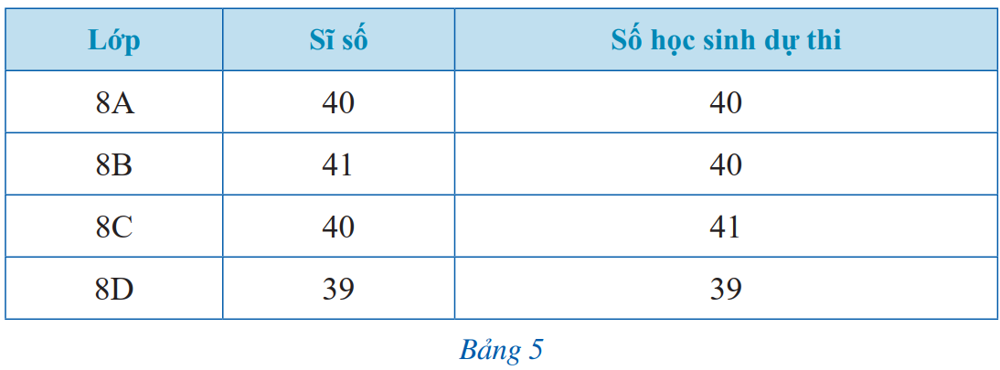 Lớp Sĩ số Số học sinh dự thi
8A 40 40
8B 41 40
8C 40 41
8D 39 39
Bảng 5